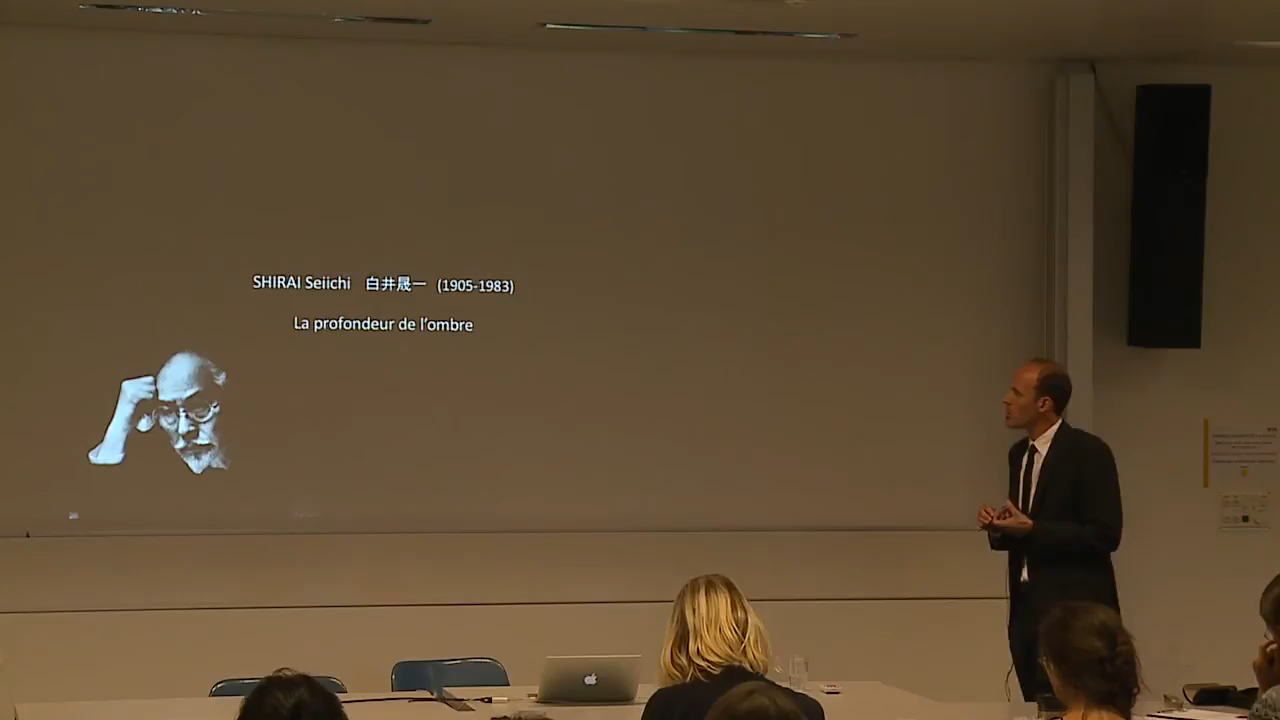 SHIRAI Seiichi 白井晟一 (1905-1983)
La profondeur de l'ombre